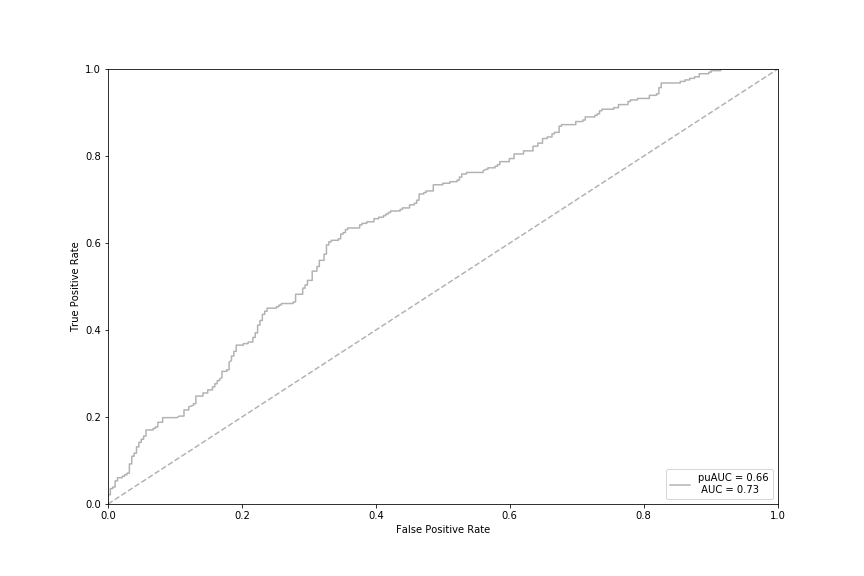 1.0
0.8
0.6
0.4
0.2
0.0
True Positive Rate
puAUC = 0.66
AUC = 0.73
0.0 0.2 0.4 0.6 0.8 1.0
False Positive Rate